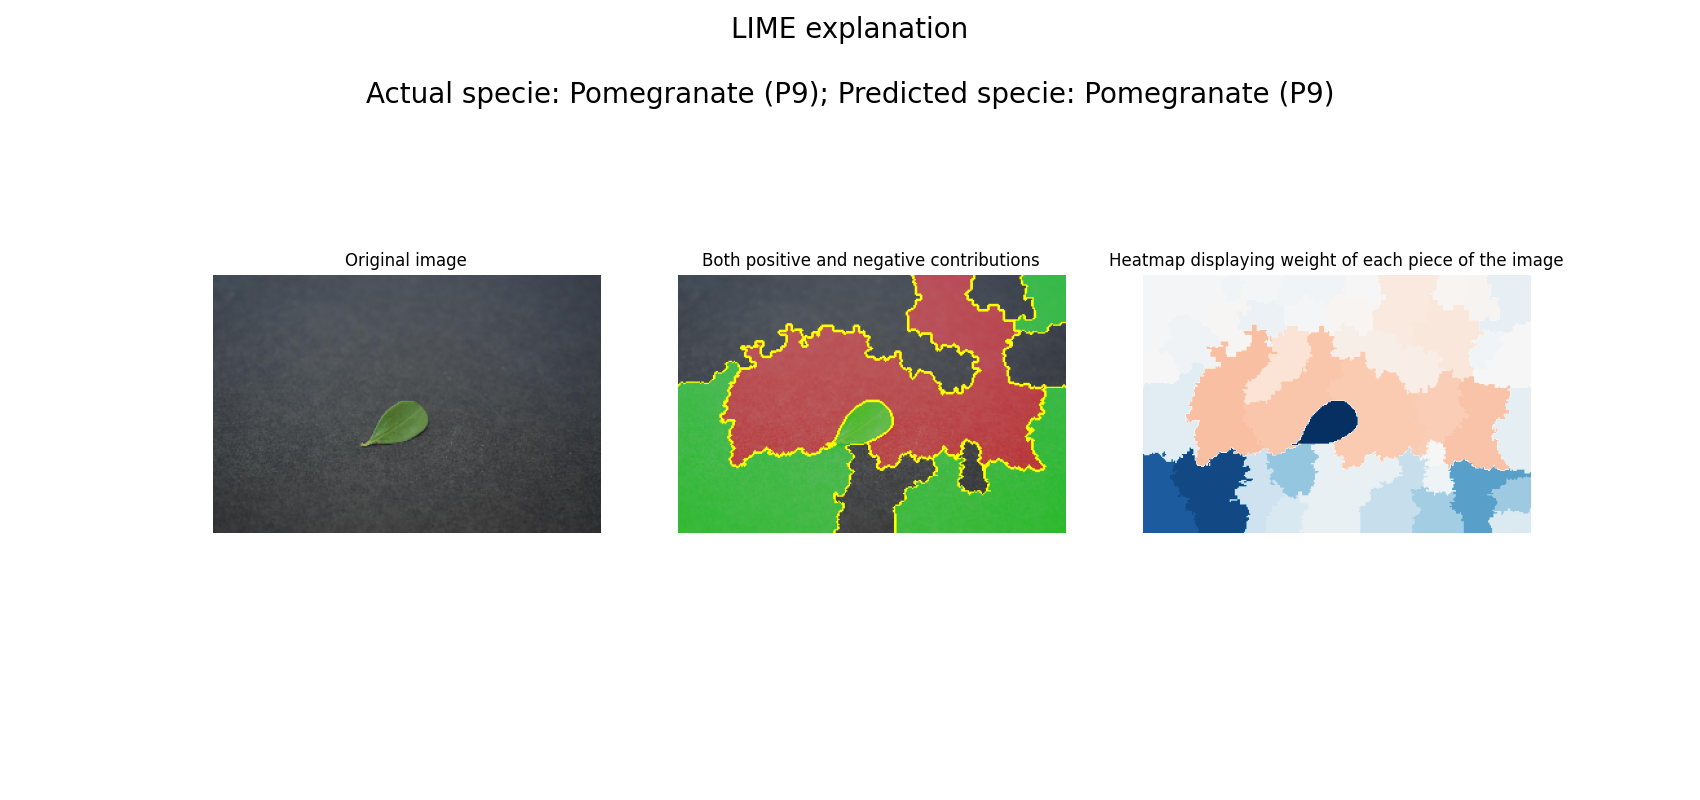 LIME explanation
Actual specie: Pomegranate (P9); Predicted specie: Pomegranate (P9)
Original image
Both positive and negative contributions
Heatmap displaying weight of each piece of the image